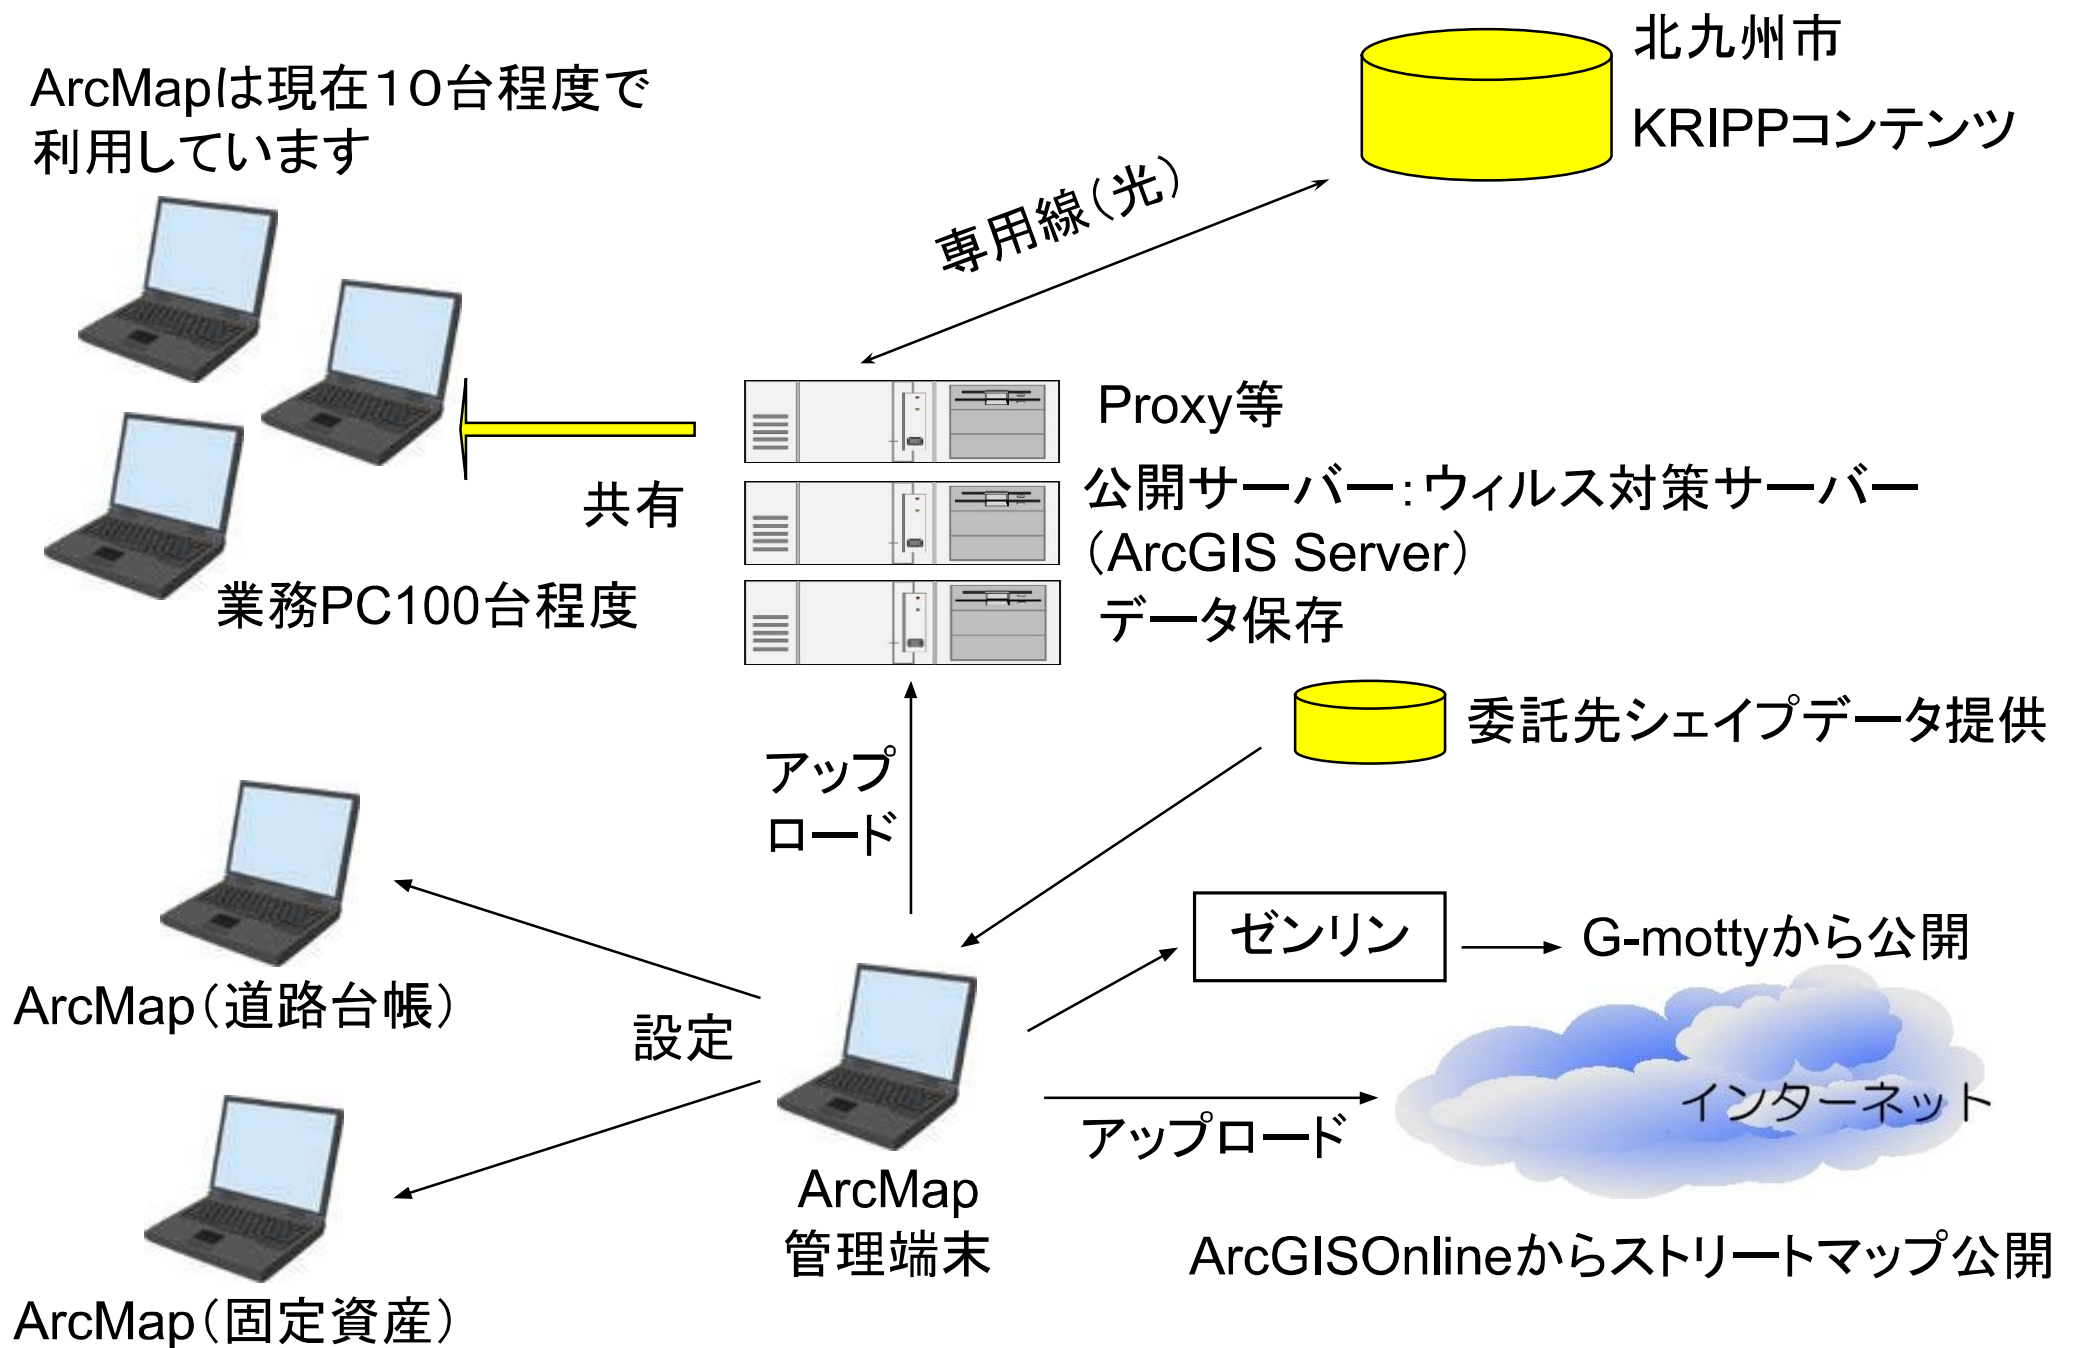 北九州市
KRIPPコンテンツ
ArcMapは現在１０台程度で
利用しています
専用線（光）
Proxy等
公開サーバー：ウィルス対策サーバー
（ArcGIS Server）
データ保存
共有
業務PC100台程度
委託先シェイプデータ提供
アップ
ロード
ゼンリン
G-mottyから公開
ArcMap（道路台帳）
設定
インターネット
アップロード
ArcMap
管理端末
ArcGISOnlineからストリートマップ公開
ArcMap（固定資産）